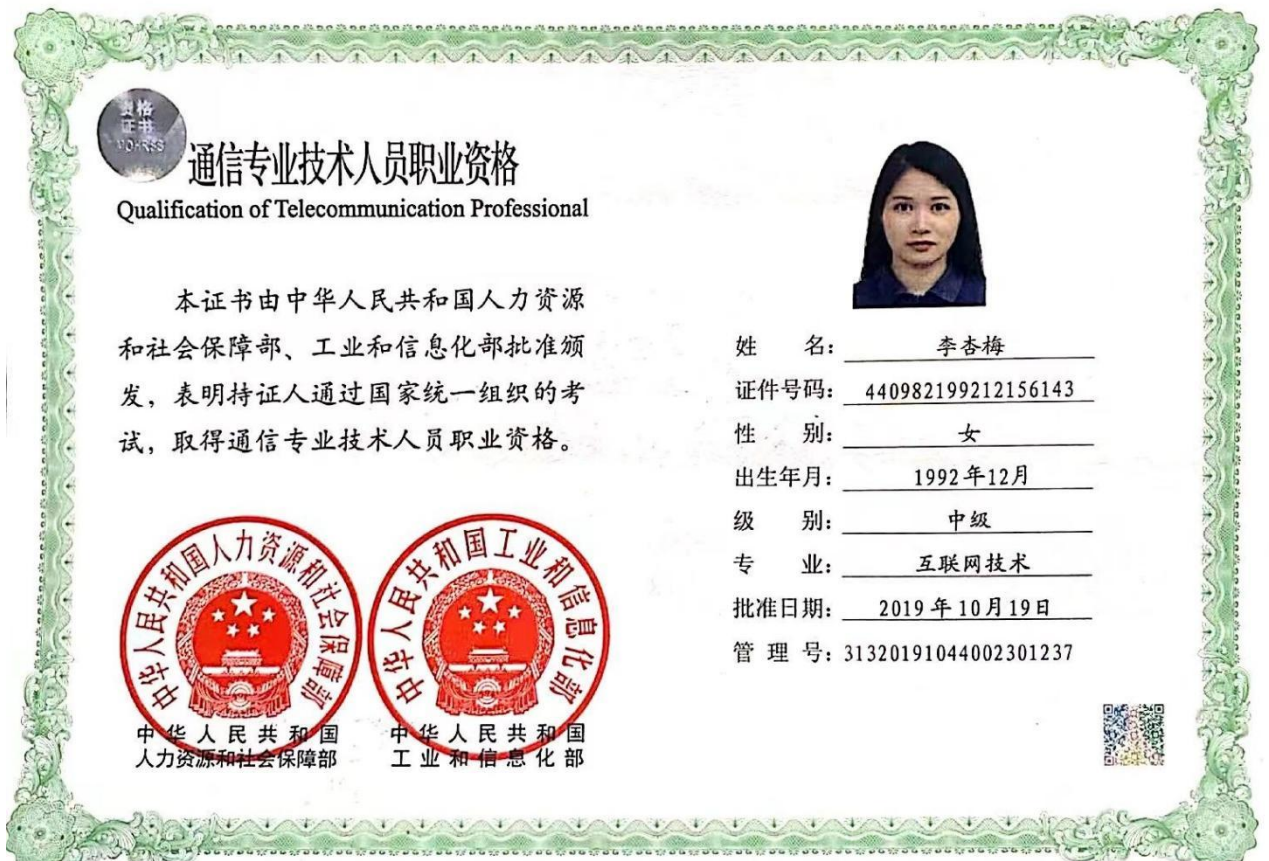 资格
证书
MOHRSS
通信专业技术人员职业资格
Qualification of Telecommunication Professional
本证书由中华人民共和国人力资源
和社会保障部、工业和信息化部批准颁
发，表明持证人通过国家统一组织的考
试，取得通信专业技术人员职业资格。
中华人民共和国人力资源和社会保障部
中华人民共和国
人力资源和社会保障部
中华人民共和国工业和信息化部
中华人民共和国
工业和信息化部
姓名：李杏梅
证件号码：440982199212156143
性别：女
出生年月：1992年12月
级别：中级
专业：互联网技术
批准日期：2019年10月19日
管理号：31320191044002301237